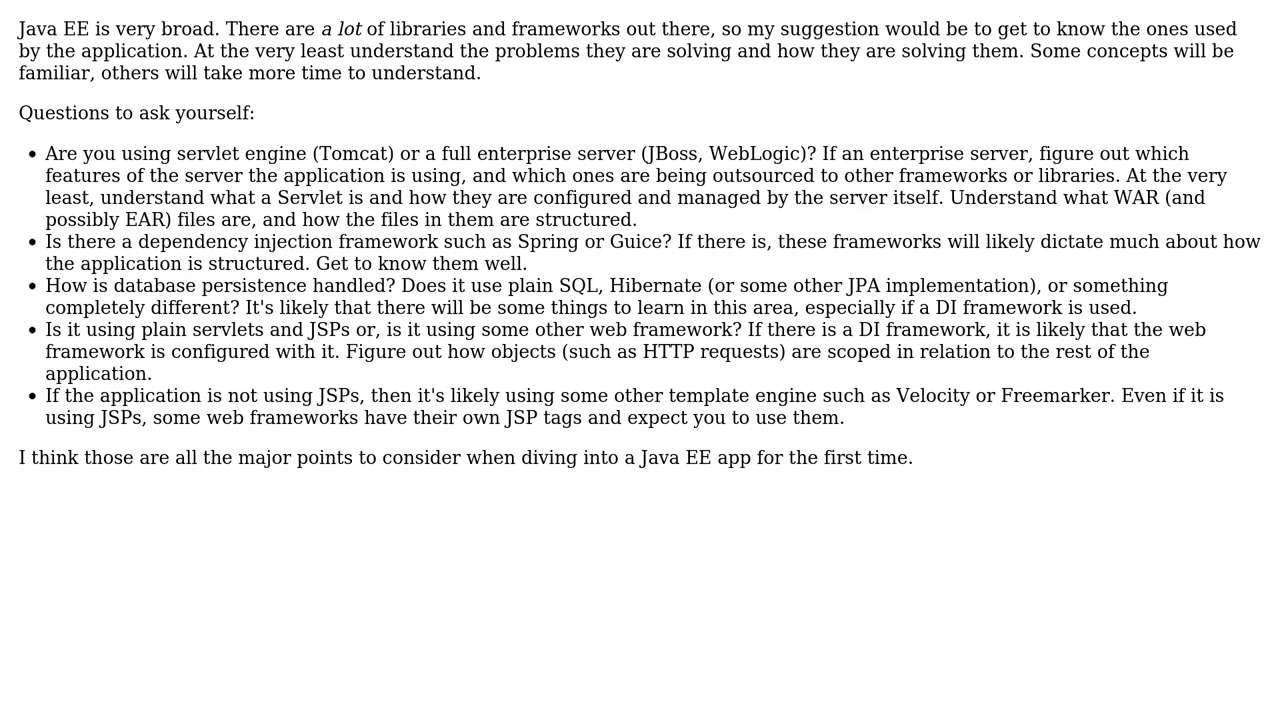 Java EE is very broad. There are a lot of libraries and frameworks out there, so my suggestion would be to get to know the ones used
by the application. At the very least understand the problems they are solving and how they are solving them. Some concepts will be
familiar, others will take more time to understand.
Questions to ask yourself:
• Are you using servlet engine (Tomcat) or a full enterprise server (JBoss, WebLogic)? If an enterprise server, figure out which
features of the server the application is using, and which ones are being outsourced to other frameworks or libraries. At the very
least, understand what a Servlet is and how they are configured and managed by the server itself. Understand what WAR (and
possibly EAR) files are, and how the files in them are structured.
• Is there a dependency injection framework such as Spring or Guice? If there is, these frameworks will likely dictate much about how
the application is structured. Get to know them well.
• How is database persistence handled? Does it use plain SQL, Hibernate (or some other JPA implementation), or something
completely different? It's likely that there will be some things to learn in this area, especially if a DI framework is used.
• Is it using plain servlets and JSPs or, is it using some other web framework? If there is a DI framework, it is likely that the web
framework is configured with it. Figure out how objects (such as HTTP requests) are scoped in relation to the rest of the
application.
• If the application is not using JSPs, then it's likely using some other template engine such as Velocity or Freemarker. Even if it is
using JSPs, some web frameworks have their own JSP tags and expect you to use them.
I think those are all the major points to consider when diving into a Java EE app for the first time.